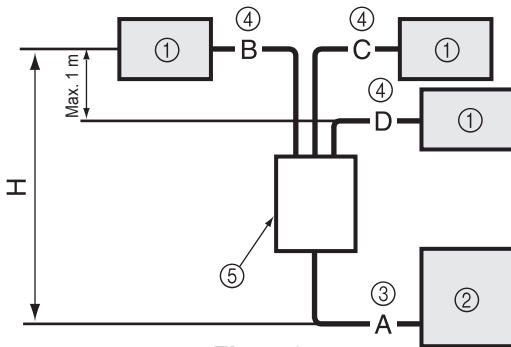 ④ ④
① B C ①
Max. 1 m
④
D ①
H
⑤
③
A ②